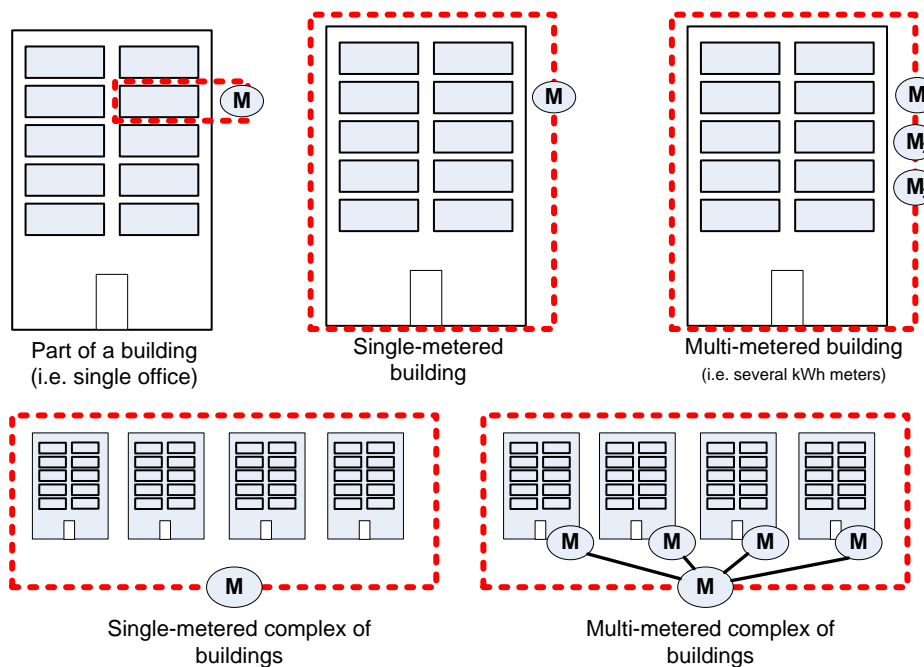 M
M
M
M
M
Part of a building
(i.e. single office)
Single-metered
building
Multi-metered building
(i.e. several kWh meters)
M
M
M
M
M
M
Single-metered complex of
buildings
Multi-metered complex of
buildings